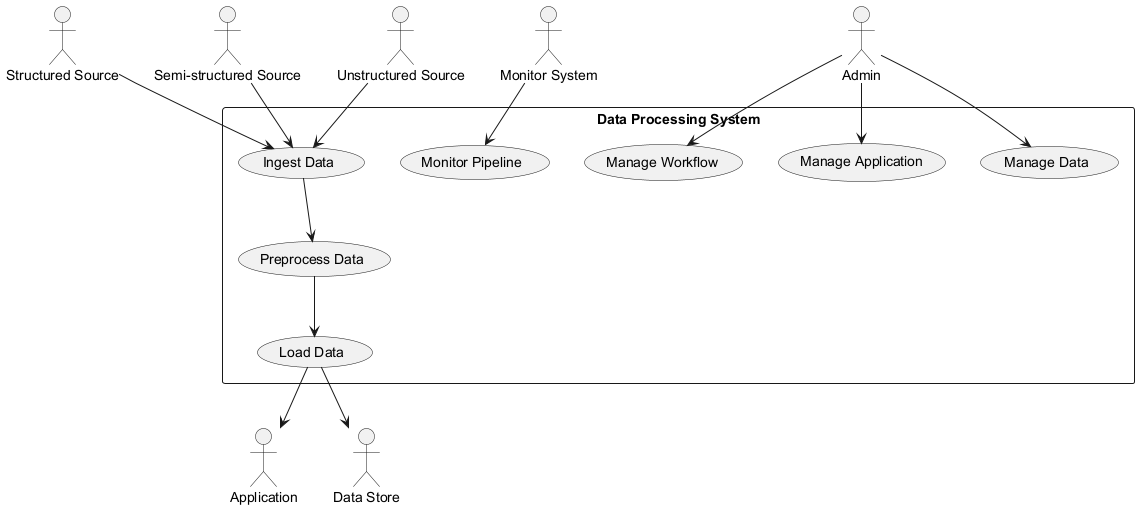 Structured Source
Semi-structured Source
Unstructured Source
Monitor System
Admin
Data Processing System
Ingest Data
Monitor Pipeline
Manage Workflow
Manage Application
Manage Data
Preprocess Data
Load Data
Application
Data Store